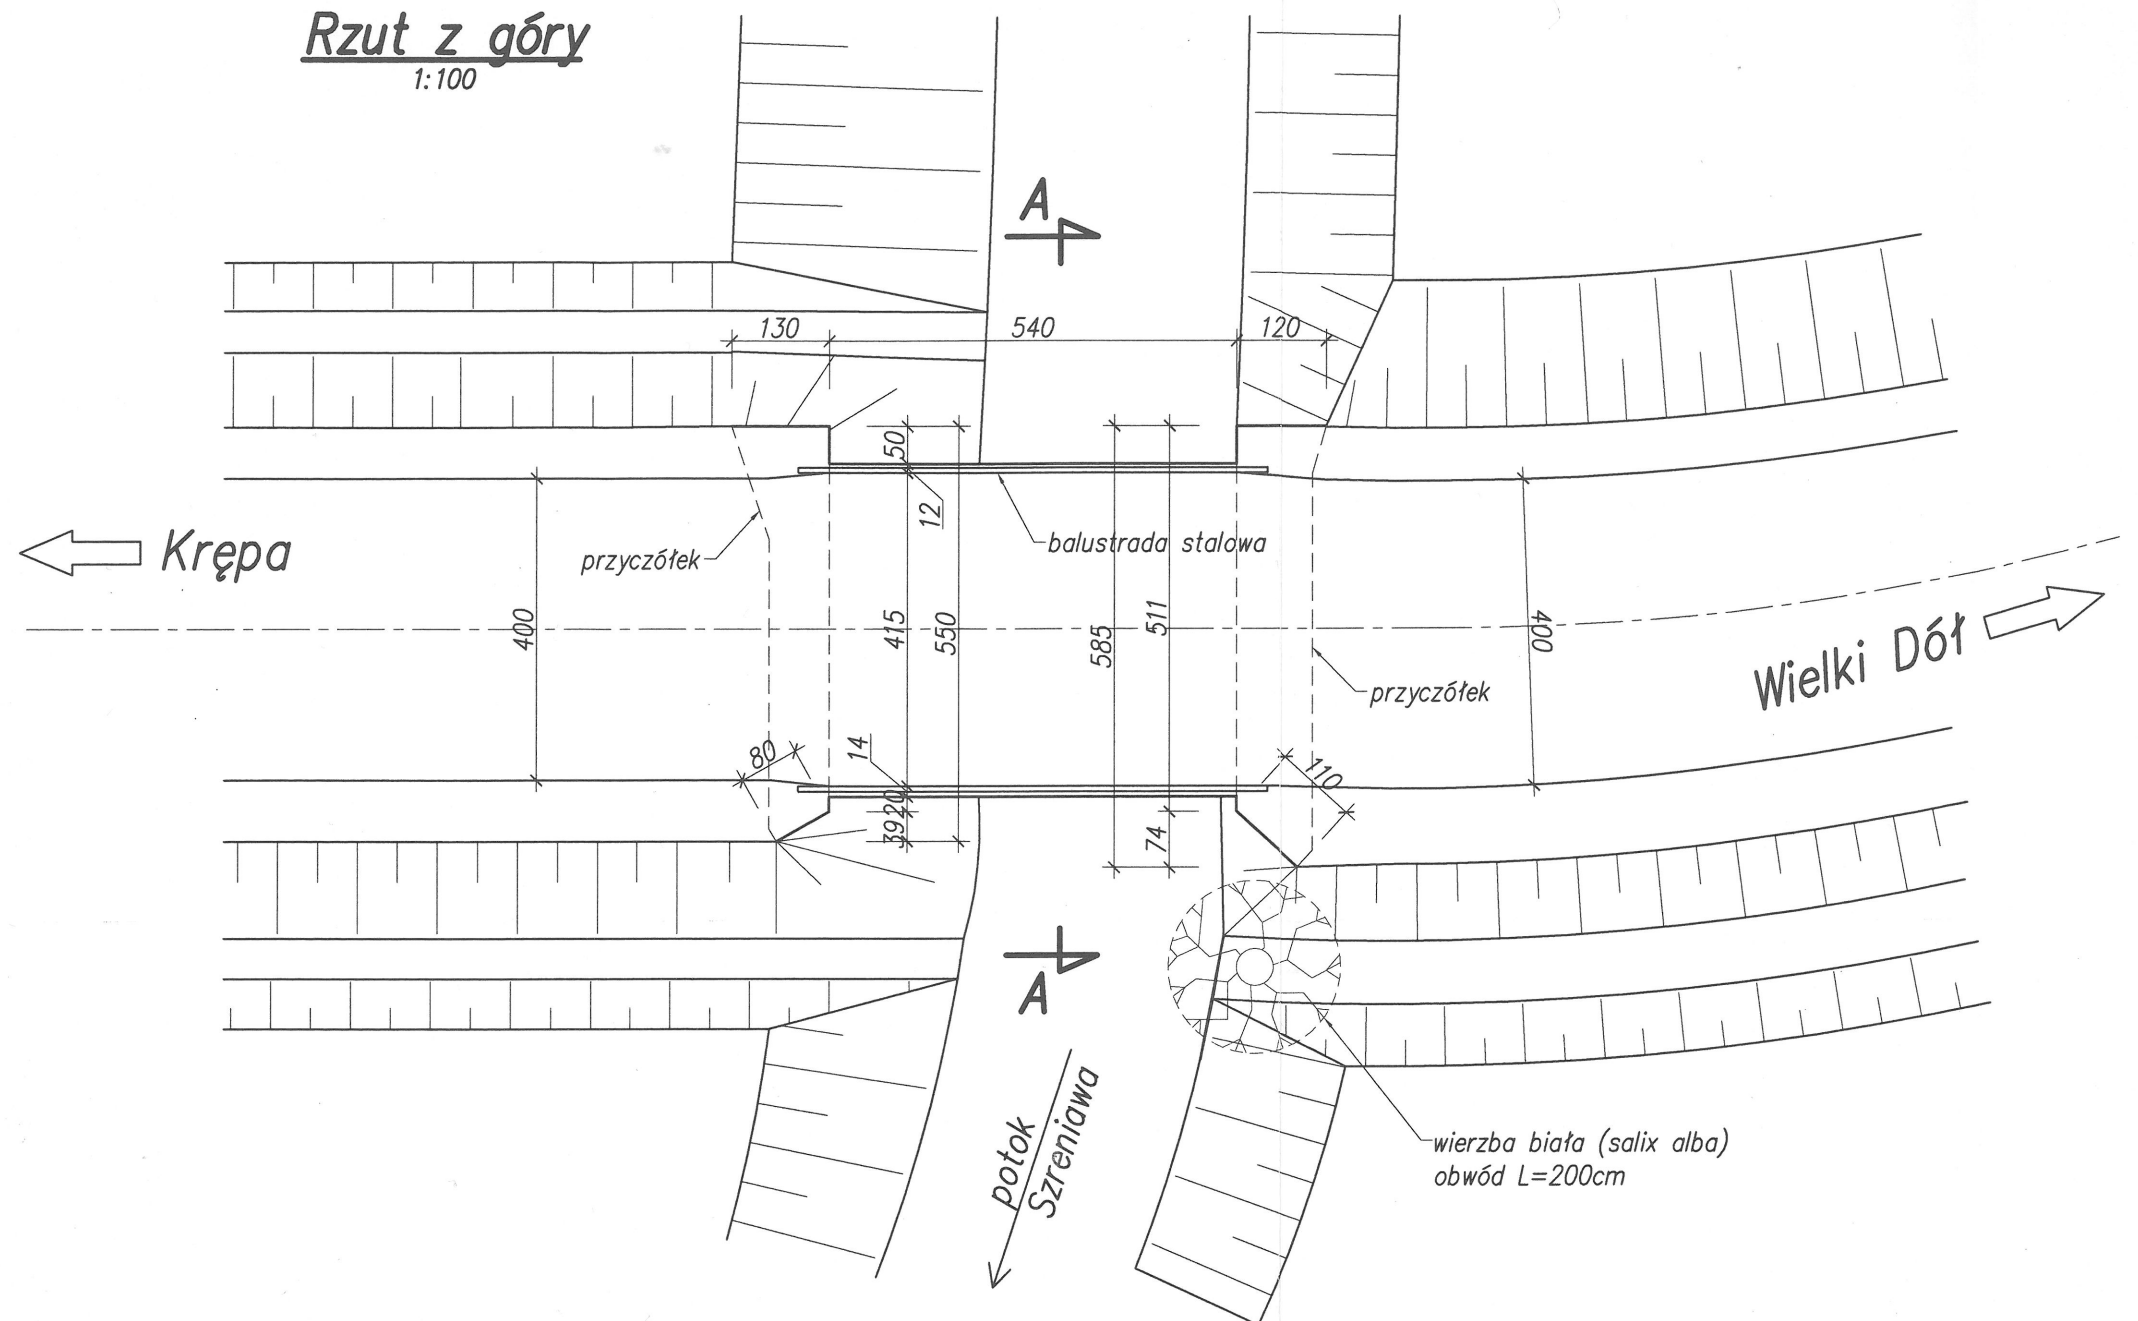 Rzut z góry
1:100
A
130
540
120
50
12
balustrada stalowa
Krępa
przyczółek
400
415
550
585
511
400
Wielki Dół
przyczółek
80
14
110
20
39
74
A
potok
Szreniawa
wierzba biała (salix alba)
obwód L=200cm